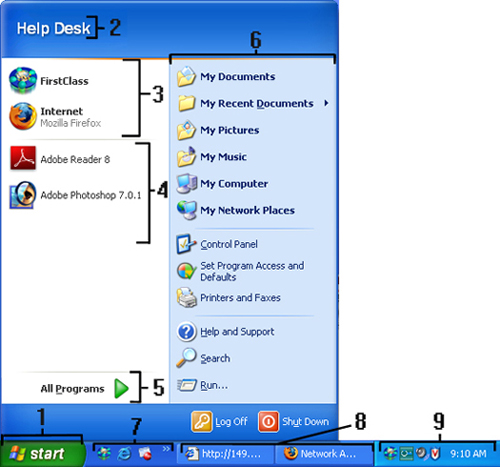 Help Desk 2
6
FirstClass
Internet
Mozilla Firefox
3
Adobe Reader 8
Adobe Photoshop 7.0.1
4
My Documents
My Recent Documents
My Pictures
My Music
My Computer
My Network Places
Control Panel
Set Program Access and
Defaults
Printers and Faxes
Help and Support
Search
Run...
All Programs 5
Log Off Shut Down
1 7 8 9
start » http://149.... Network A... 9:10 AM